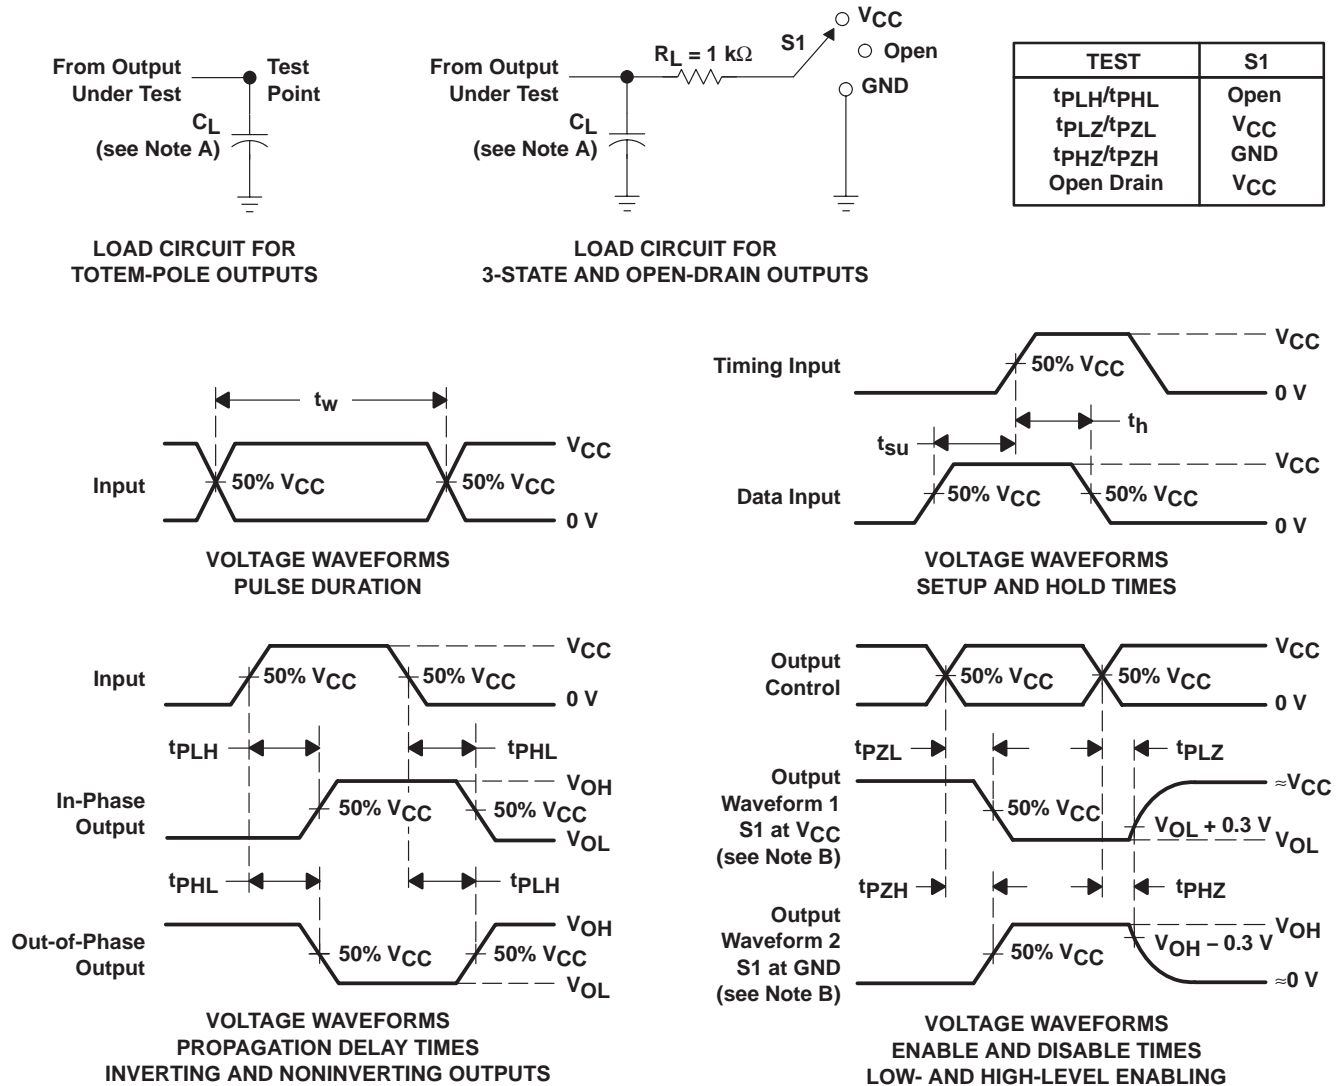 From Output
Under Test
Test
Point
CL
(see Note A)
LOAD CIRCUIT FOR
TOTEM-POLE OUTPUTS
From Output
Under Test
RL = 1 kΩ
S1
VCC
Open
GND
CL
(see Note A)
LOAD CIRCUIT FOR
3-STATE AND OPEN-DRAIN OUTPUTS
TEST S1
tPLH/tPHL Open
tPLZ/tPZL VCC
tPHZ/tPZH GND
Open Drain VCC
tw
Input
50% VCC
50% VCC
VCC
0 V
VOLTAGE WAVEFORMS
PULSE DURATION
Timing Input
50% VCC
VCC
0 V
tsu
th
Data Input
50% VCC
50% VCC
VCC
0 V
VOLTAGE WAVEFORMS
SETUP AND HOLD TIMES
Input
50% VCC
50% VCC
VCC
0 V
tPLH
tPHL
In-Phase
Output
50% VCC
50% VCC
VOH
VOL
tPHL
tPLH
Out-of-Phase
Output
50% VCC
50% VCC
VOH
VOL
VOLTAGE WAVEFORMS
PROPAGATION DELAY TIMES
INVERTING AND NONINVERTING OUTPUTS
Output
Control
50% VCC
50% VCC
VCC
0 V
tPZL
tPLZ
Output
Waveform 1
S1 at VCC
(see Note B)
50% VCC
≈VCC
VOL + 0.3 V
VOL
tPZH
tPHZ
Output
Waveform 2
S1 at GND
(see Note B)
50% VCC
VOH
VOH – 0.3 V
≈0 V
VOLTAGE WAVEFORMS
ENABLE AND DISABLE TIMES
LOW- AND HIGH-LEVEL ENABLING